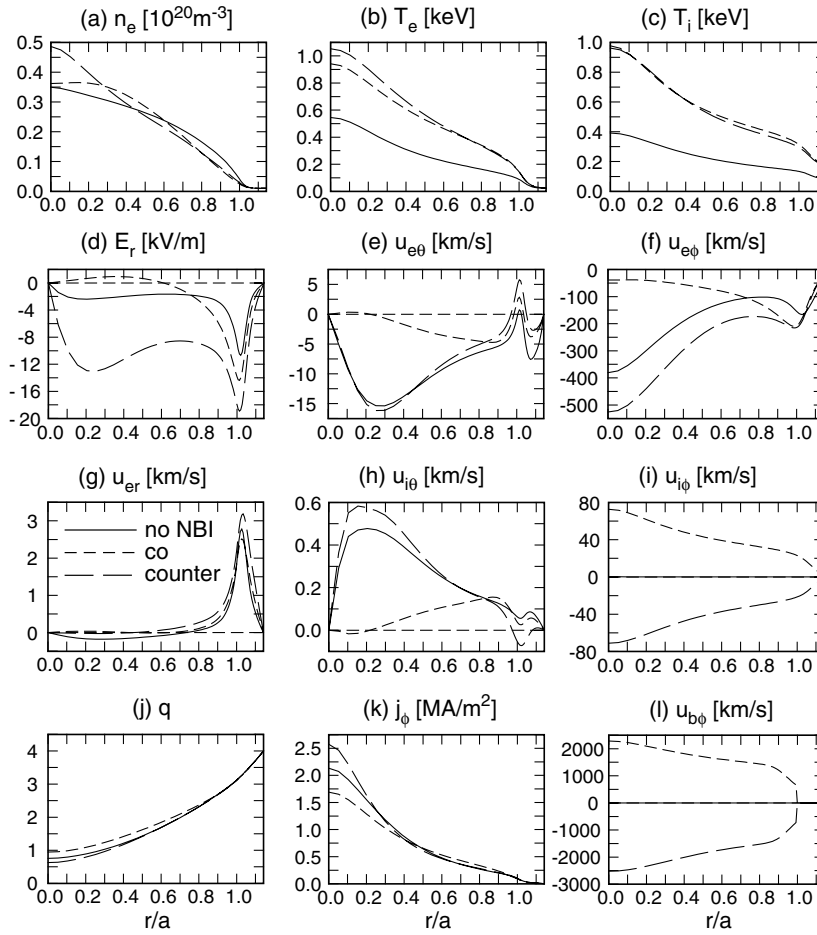 (a) nₑ [10²⁰m⁻³]
(b) Tₑ [keV]
(c) Tᵢ [keV]
0.5
0.4
0.3
0.2
0.1
0.0
0.0 0.2 0.4 0.6 0.8 1.0
1.0
0.8
0.6
0.4
0.2
0.0
0.0 0.2 0.4 0.6 0.8 1.0
1.0
0.8
0.6
0.4
0.2
0.0
0.0 0.2 0.4 0.6 0.8 1.0
(d) Eᵣ [kV/m]
(e) u_eθ [km/s]
(f) u_eϕ [km/s]
0
-4
-8
-12
-16
-20
0.0 0.2 0.4 0.6 0.8 1.0
5
0
-5
-10
-15
0.0 0.2 0.4 0.6 0.8 1.0
0
-100
-200
-300
-400
-500
0.0 0.2 0.4 0.6 0.8 1.0
(g) u_er [km/s]
(h) u_iθ [km/s]
(i) u_iϕ [km/s]
3
2
1
0
no NBI
co
counter
0.0 0.2 0.4 0.6 0.8 1.0
0.6
0.4
0.2
0.0
0.0 0.2 0.4 0.6 0.8 1.0
80
40
0
-40
-80
0.0 0.2 0.4 0.6 0.8 1.0
(j) q
(k) j_ϕ [MA/m²]
(l) u_bϕ [km/s]
4
3
2
1
0
0.0 0.2 0.4 0.6 0.8 1.0
r/a
2.5
2.0
1.5
1.0
0.5
0.0
0.0 0.2 0.4 0.6 0.8 1.0
r/a
2000
1000
0
-1000
-2000
-3000
0.0 0.2 0.4 0.6 0.8 1.0
r/a